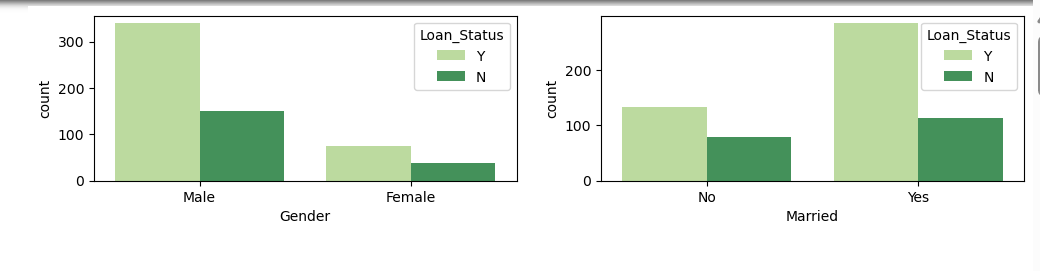 300
200
100
0
count
Male
Female
Gender
Loan_Status
Y
N
200
100
0
count
No
Yes
Married
Loan_Status
Y
N